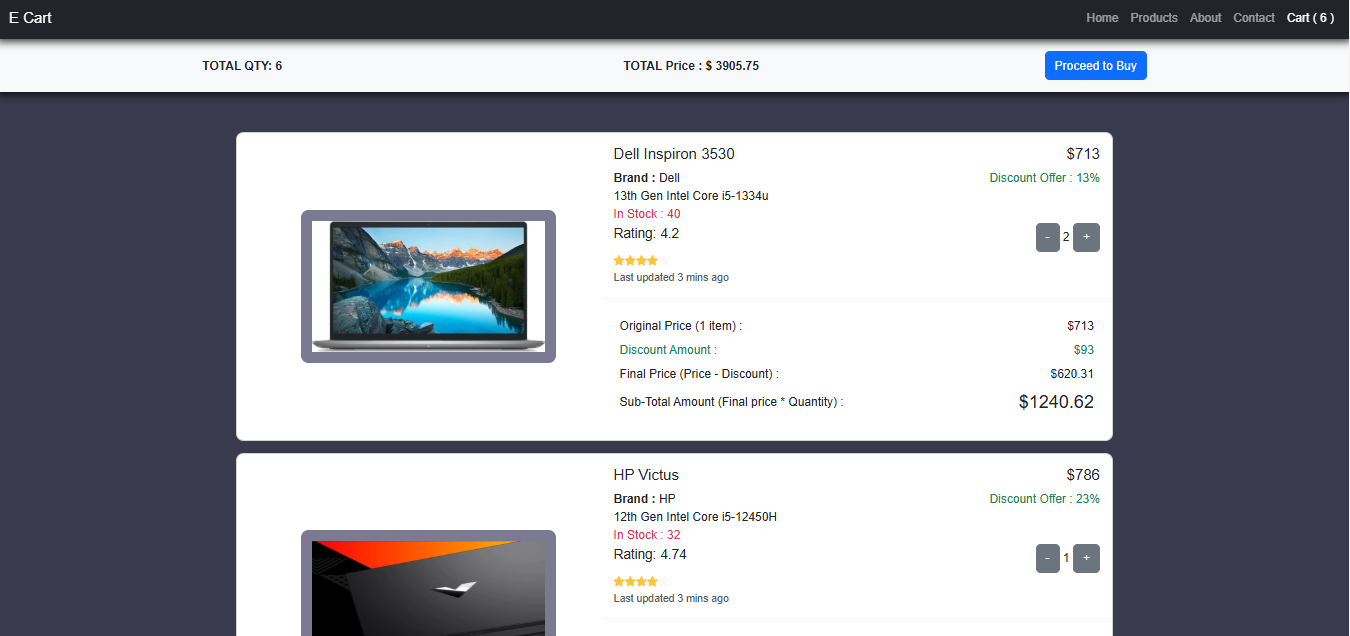 E Cart
Home Products About Contact Cart ( 6 )
TOTAL QTY: 6 TOTAL Price : $ 3905.75 Proceed to Buy
Dell Inspiron 3530 $713
Brand : Dell Discount Offer : 13%
13th Gen Intel Core i5-1334u
In Stock : 40
Rating: 4.2 - 2 +
Last updated 3 mins ago
Original Price (1 item) : $713
Discount Amount : $93
Final Price (Price - Discount) : $620.31
Sub-Total Amount (Final price * Quantity) : $1240.62
HP Victus $786
Brand : HP Discount Offer : 23%
12th Gen Intel Core i5-12450H
In Stock : 32
Rating: 4.74 - 1 +
Last updated 3 mins ago